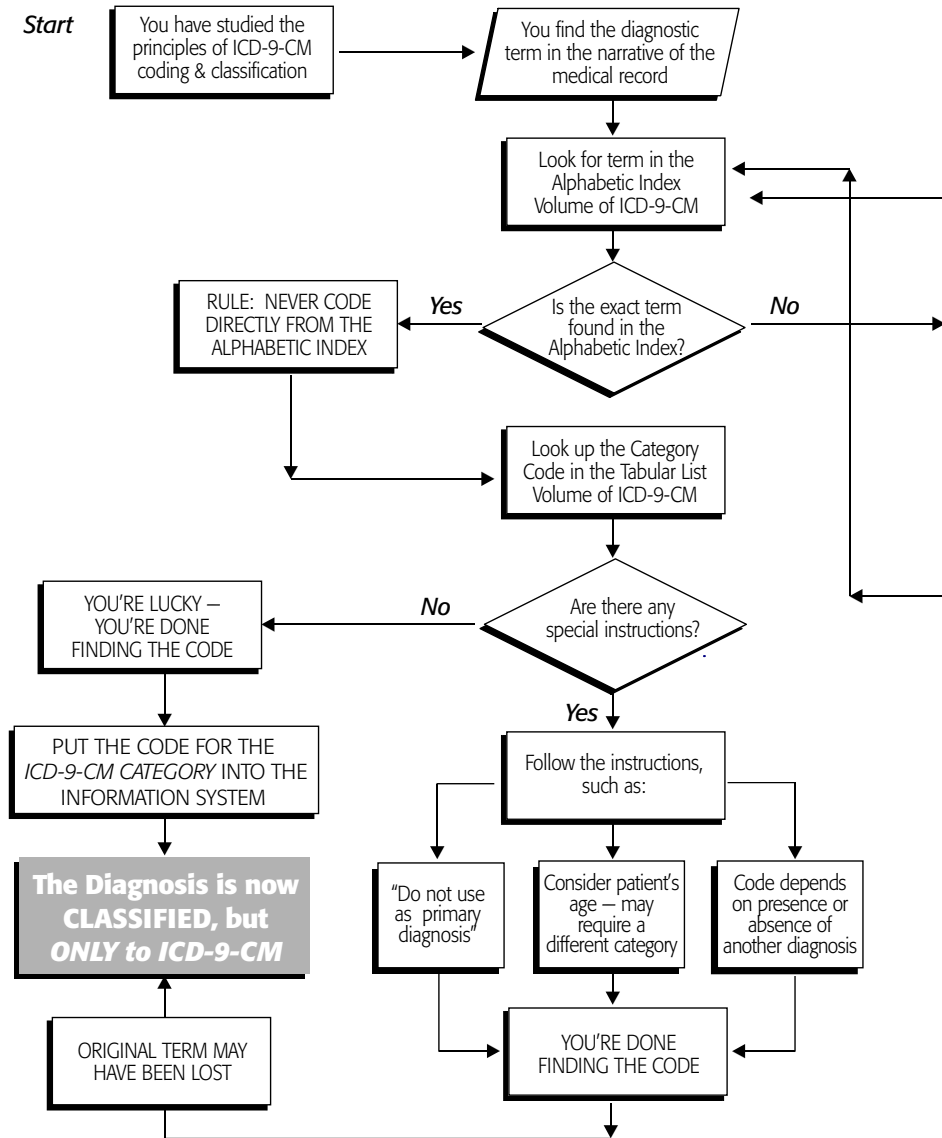 Start
You have studied the
principles of ICD-9-CM
coding & classification
You find the diagnostic
term in the narrative of the
medical record
Look for term in the
Alphabetic Index
Volume of ICD-9-CM
Is the exact term
found in the
Alphabetic Index?
Yes
No
RULE: NEVER CODE
DIRECTLY FROM THE
ALPHABETIC INDEX
Look up the Category
Code in the Tabular List
Volume of ICD-9-CM
Are there any
special instructions?
No
Yes
YOU'RE LUCKY —
YOU'RE DONE
FINDING THE CODE
PUT THE CODE FOR THE
ICD-9-CM CATEGORY INTO THE
INFORMATION SYSTEM
The Diagnosis is now
CLASSIFIED, but
ONLY to ICD-9-CM
ORIGINAL TERM MAY
HAVE BEEN LOST
Follow the instructions,
such as:
"Do not use
as primary
diagnosis"
Consider patient's
age — may
require a
different category
Code depends
on presence or
absence of
another diagnosis
YOU'RE DONE
FINDING THE CODE